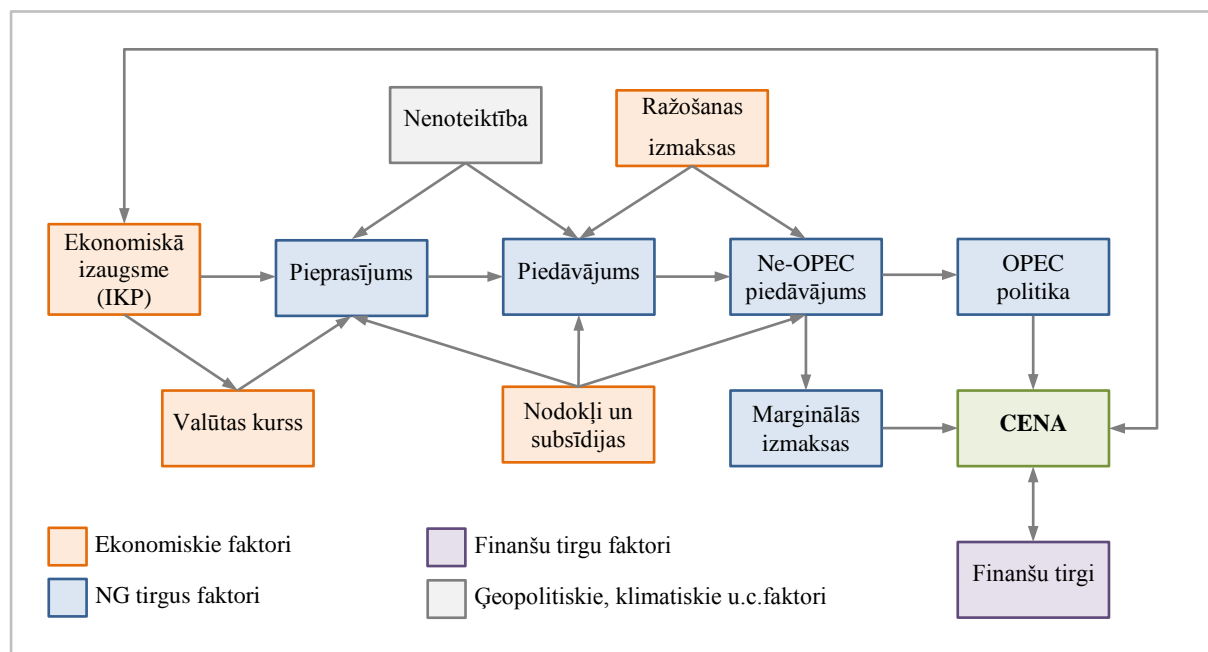 Nenoteiktība
Ražošanas
izmaksas
Ekonomiskā
izaugsme
(IKP)
Pieprasījums
Piedāvājums
Ne-OPEC
piedāvājums
OPEC
politika
Valūtas kurss
Nodokļi un
subsīdijas
Marginālās
izmaksas
CENA
Ekonomiskie faktori
Finanšu tirgu faktori
Finanšu tirgi
NG tirgus faktori
Ģeopolitiskie, klimatiskie u.c.faktori